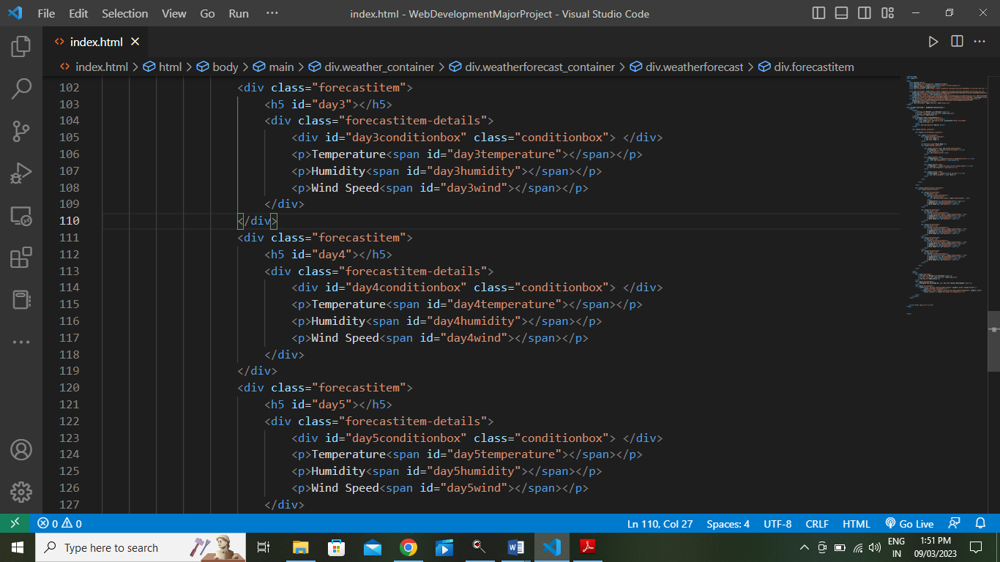 File Edit Selection View Go Run ··· index.html - WebDevelopmentMajorProject - Visual Studio Code
index.html
index.html > html > body > main > div.weather_container > div.weatherforecast_container > div.weatherforecast > div.forecastitem
102 <div class="forecastitem">
103 <h5 id="day3"></h5>
104 <div class="forecastitem-details">
105 <div id="day3conditionbox" class="conditionbox"> </div>
106 <p>Temperature<span id="day3temperature"></span></p>
107 <p>Humidity<span id="day3humidity"></span></p>
108 <p>Wind Speed<span id="day3wind"></span></p>
109 </div>
110 </div>
111 <div class="forecastitem">
112 <h5 id="day4"></h5>
113 <div class="forecastitem-details">
114 <div id="day4conditionbox" class="conditionbox"> </div>
115 <p>Temperature<span id="day4temperature"></span></p>
116 <p>Humidity<span id="day4humidity"></span></p>
117 <p>Wind Speed<span id="day4wind"></span></p>
118 </div>
119 </div>
120 <div class="forecastitem">
121 <h5 id="day5"></h5>
122 <div class="forecastitem-details">
123 <div id="day5conditionbox" class="conditionbox"> </div>
124 <p>Temperature<span id="day5temperature"></span></p>
125 <p>Humidity<span id="day5humidity"></span></p>
126 <p>Wind Speed<span id="day5wind"></span></p>
127 </div>
0 0 Ln 110, Col 27 Spaces: 4 UTF-8 CRLF HTML Go Live
Type here to search
ENG 1:51 PM
IN 09/03/2023